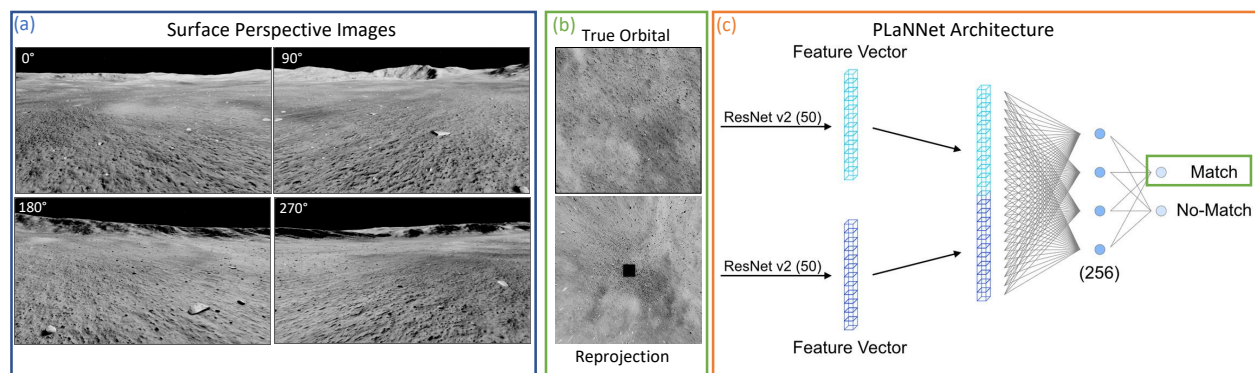 (a)
Surface Perspective Images
0°
90°
180°
270°
(b)
True Orbital
Reprojection
(c)
PLaNNet Architecture
Feature Vector
ResNet v2 (50)
ResNet v2 (50)
Feature Vector
(256)
Match
No-Match